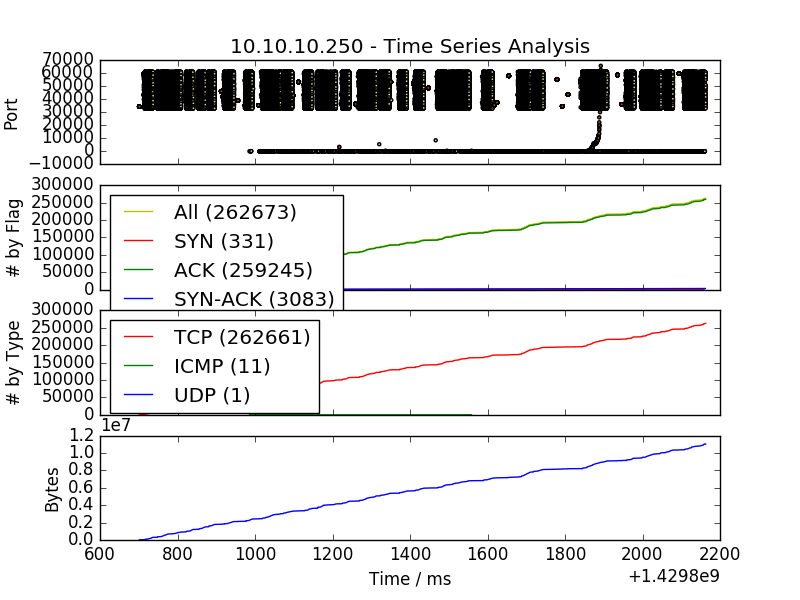 10.10.10.250 - Time Series Analysis
70000
60000
50000
40000
30000
20000
10000
0
−10000
Port
300000
250000
200000
150000
100000
50000
0
# by Flag
All (262673)
SYN (331)
ACK (259245)
SYN-ACK (3083)
300000
250000
200000
150000
100000
50000
0
# by Type
TCP (262661)
ICMP (11)
UDP (1)
1e7
1.2
1.0
0.8
0.6
0.4
0.2
0.0
Bytes
600 800 1000 1200 1400 1600 1800 2000 2200
Time / ms
+1.4298e9